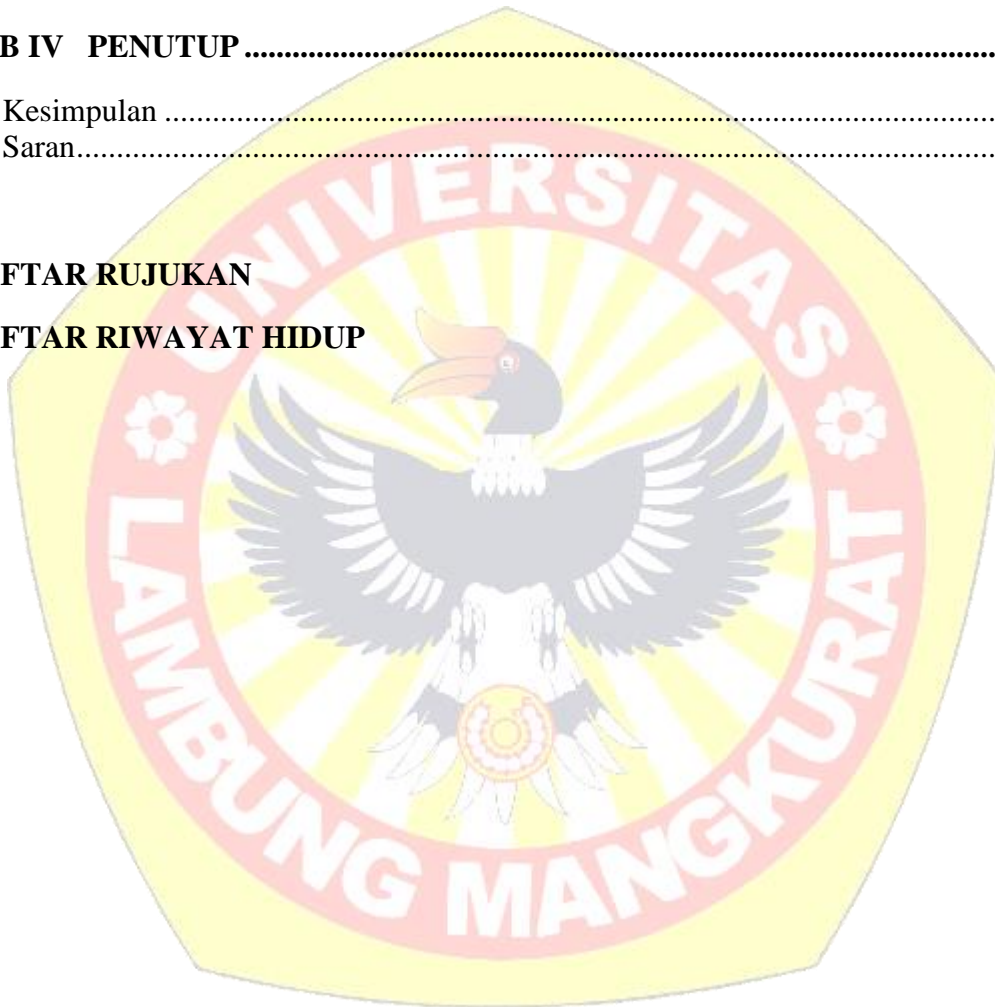 B IV PENUTUP ....................................................................................................
Kesimpulan ....................................................................................................
Saran....................................................................................................
FTAR RUJUKAN
FTAR RIWAYAT HIDUP
UNIVERSITAS
LAMBUNG MANGKURAT